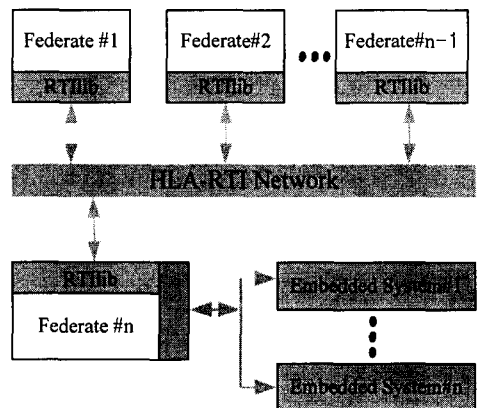 Federate #1
RTIlib
Federate#2
RTIlib
Federate#n-1
RTIlib
HLA-RTI Network
RTIlib
Federate #n
Embedded System#1
Embedded System#n